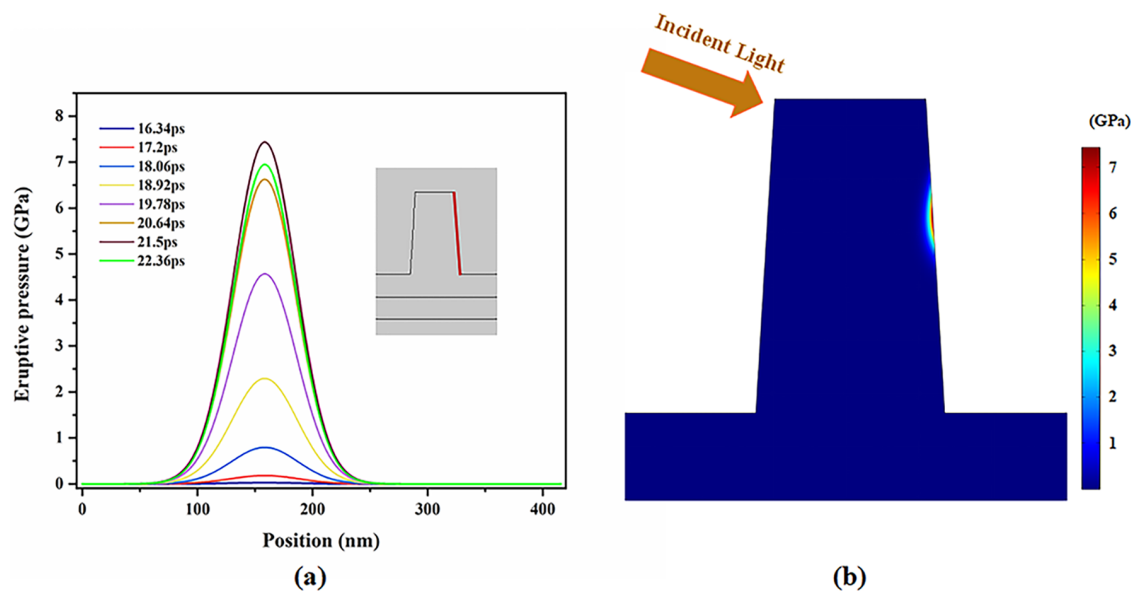 Eruptive pressure (GPa)
8
7
6
5
4
3
2
1
0
16.34ps
17.2ps
18.06ps
18.92ps
19.78ps
20.64ps
21.5ps
22.36ps
0 100 200 300 400
Position (nm)
(a)
Incident Light
(GPa)
7
6
5
4
3
2
1
(b)